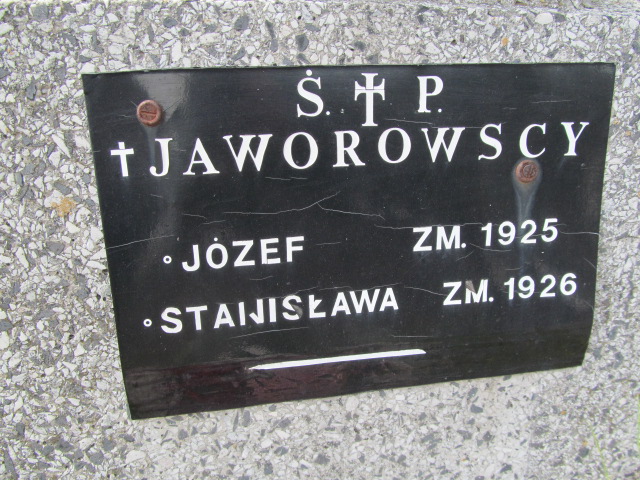 Ś. † P.
† JAWOROWSCY
° JÓZEF ZM. 1925
° STANISŁAWA ZM. 1926